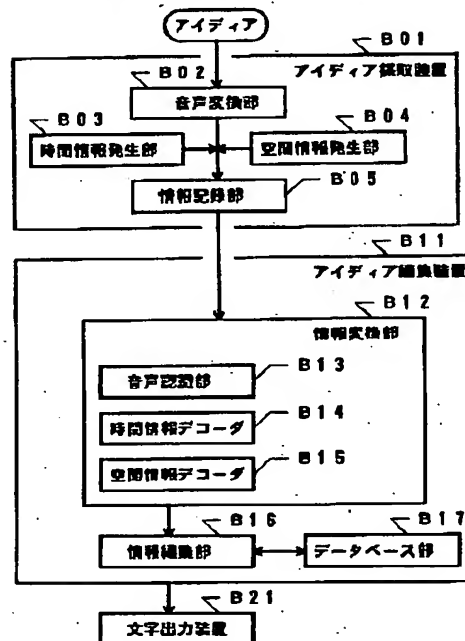 アイディア
B01
アイディア採取装置
B02
音声変換部
B03
時間情報発生部
B04
空間情報発生部
B05
情報記録部
B11
アイディア編集装置
B12
情報変換部
B13
音声認識部
B14
時間情報デコーダ
B15
空間情報デコーダ
B16
情報編集部
B17
データベース部
B21
文字出力装置